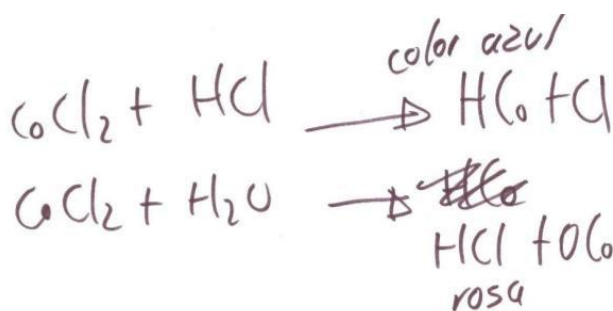 color azul
CoCl₂ + HCl → HCo + Cl
CoCl₂ + H₂O →
HCl + OCo
rosa